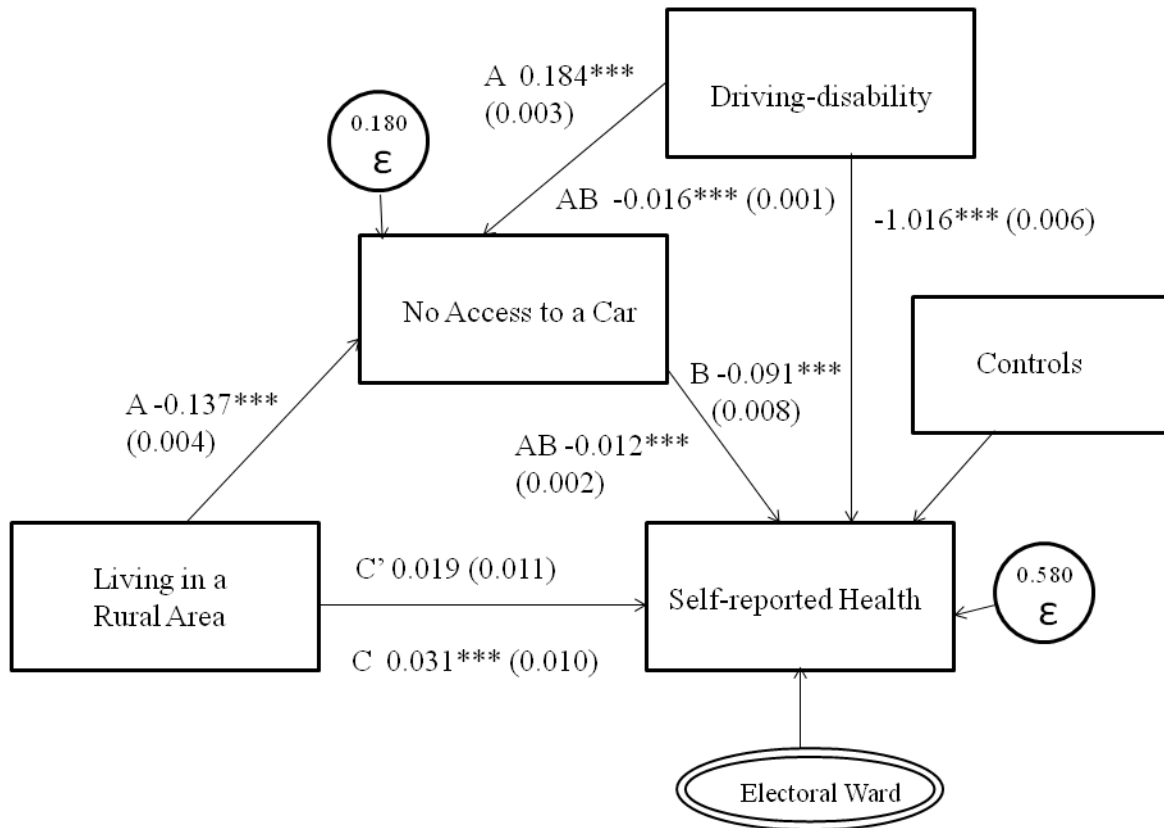 A 0.184***
(0.003)
Driving-disability
0.180
ε
AB -0.016*** (0.001)
-1.016*** (0.006)
No Access to a Car
Controls
B -0.091***
(0.008)
A -0.137***
(0.004)
AB -0.012***
(0.002)
Living in a
Rural Area
C’ 0.019 (0.011)
Self-reported Health
0.580
ε
C 0.031*** (0.010)
Electoral Ward